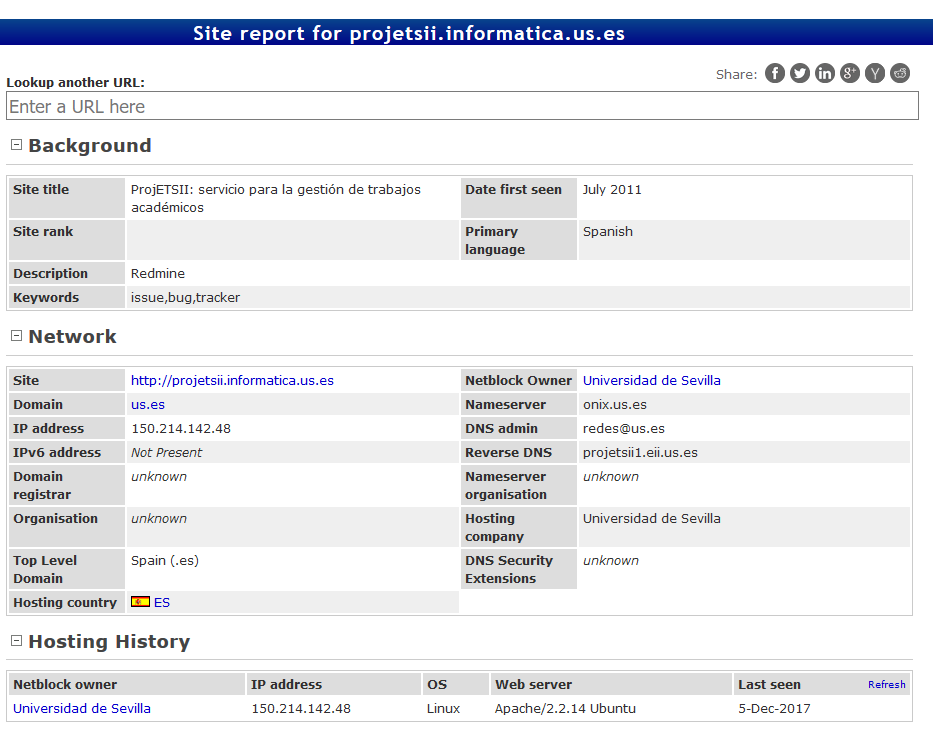 Site report for projetsii.informatica.us.es
Share:
Lookup another URL:
Enter a URL here
Background
Site title ProjETSII: servicio para la gestión de trabajos académicos Date first seen July 2011
Site rank Primary language Spanish
Description Redmine
Keywords issue,bug,tracker
Network
Site http://projetsii.informatica.us.es Netblock Owner Universidad de Sevilla
Domain us.es Nameserver onix.us.es
IP address 150.214.142.48 DNS admin redes@us.es
IPv6 address Not Present Reverse DNS projetsii1.eii.us.es
Domain registrar unknown Nameserver organisation unknown
Organisation unknown Hosting company Universidad de Sevilla
Top Level Domain Spain (.es) DNS Security Extensions unknown
Hosting country ES
Hosting History
Netblock owner IP address OS Web server Last seen Refresh
Universidad de Sevilla 150.214.142.48 Linux Apache/2.2.14 Ubuntu 5-Dec-2017